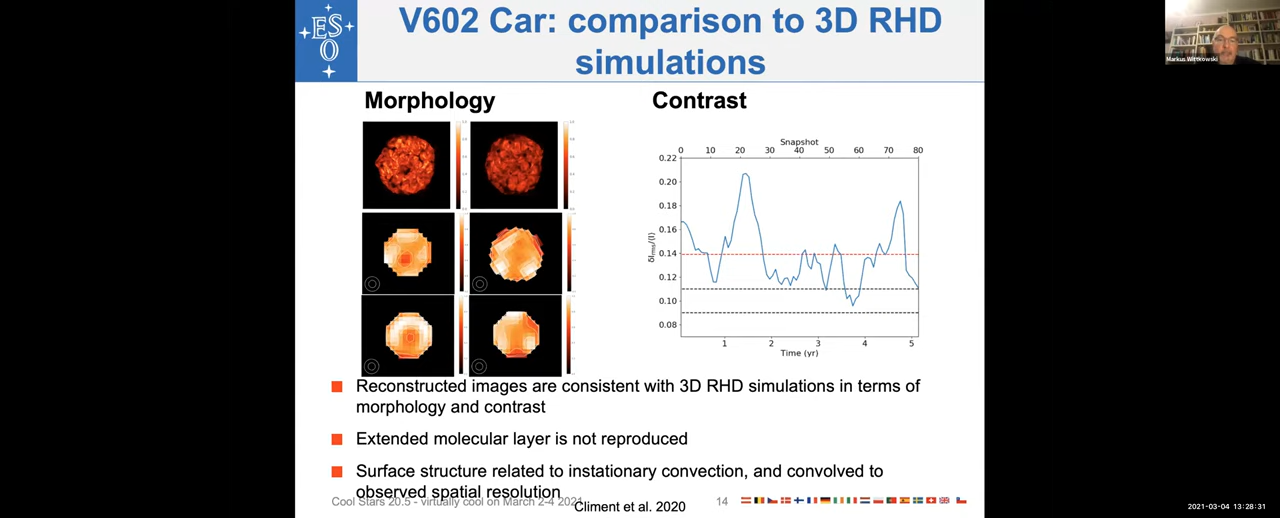 ES
O
V602 Car: comparison to 3D RHD
simulations
Markus Wittkowski
Morphology
Contrast
Snapshot
0 10 20 30 40 50 60 70 80
0.22
0.20
0.18
0.16
0.14
0.12
0.10
0.08
δIrms/⟨I⟩
1 2 3 4 5
Time (yr)
Reconstructed images are consistent with 3D RHD simulations in terms of
morphology and contrast
Extended molecular layer is not reproduced
Surface structure related to instationary convection, and convolved to
observed spatial resolution
Cool Stars 20.5 - virtually cool on March 2-4 2021
Climent et al. 2020
14
2021-03-04 13:28:31